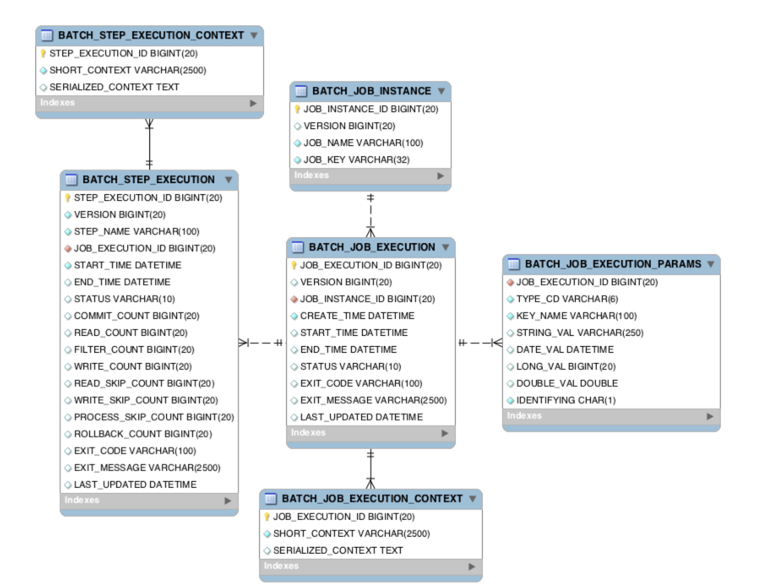 BATCH_STEP_EXECUTION_CONTEXT
STEP_EXECUTION_ID BIGINT(20)
SHORT_CONTEXT VARCHAR(2500)
SERIALIZED_CONTEXT TEXT
Indexes
BATCH_JOB_INSTANCE
JOB_INSTANCE_ID BIGINT(20)
VERSION BIGINT(20)
JOB_NAME VARCHAR(100)
JOB_KEY VARCHAR(32)
Indexes
BATCH_STEP_EXECUTION
STEP_EXECUTION_ID BIGINT(20)
VERSION BIGINT(20)
STEP_NAME VARCHAR(100)
JOB_EXECUTION_ID BIGINT(20)
START_TIME DATETIME
END_TIME DATETIME
STATUS VARCHAR(10)
COMMIT_COUNT BIGINT(20)
READ_COUNT BIGINT(20)
FILTER_COUNT BIGINT(20)
WRITE_COUNT BIGINT(20)
READ_SKIP_COUNT BIGINT(20)
WRITE_SKIP_COUNT BIGINT(20)
PROCESS_SKIP_COUNT BIGINT(20)
ROLLBACK_COUNT BIGINT(20)
EXIT_CODE VARCHAR(100)
EXIT_MESSAGE VARCHAR(2500)
LAST_UPDATED DATETIME
Indexes
BATCH_JOB_EXECUTION
JOB_EXECUTION_ID BIGINT(20)
VERSION BIGINT(20)
JOB_INSTANCE_ID BIGINT(20)
CREATE_TIME DATETIME
START_TIME DATETIME
END_TIME DATETIME
STATUS VARCHAR(10)
EXIT_CODE VARCHAR(100)
EXIT_MESSAGE VARCHAR(2500)
LAST_UPDATED DATETIME
Indexes
BATCH_JOB_EXECUTION_PARAMS
JOB_EXECUTION_ID BIGINT(20)
TYPE_CD VARCHAR(6)
KEY_NAME VARCHAR(100)
STRING_VAL VARCHAR(250)
DATE_VAL DATETIME
LONG_VAL BIGINT(20)
DOUBLE_VAL DOUBLE
IDENTIFYING CHAR(1)
Indexes
BATCH_JOB_EXECUTION_CONTEXT
JOB_EXECUTION_ID BIGINT(20)
SHORT_CONTEXT VARCHAR(2500)
SERIALIZED_CONTEXT TEXT
Indexes